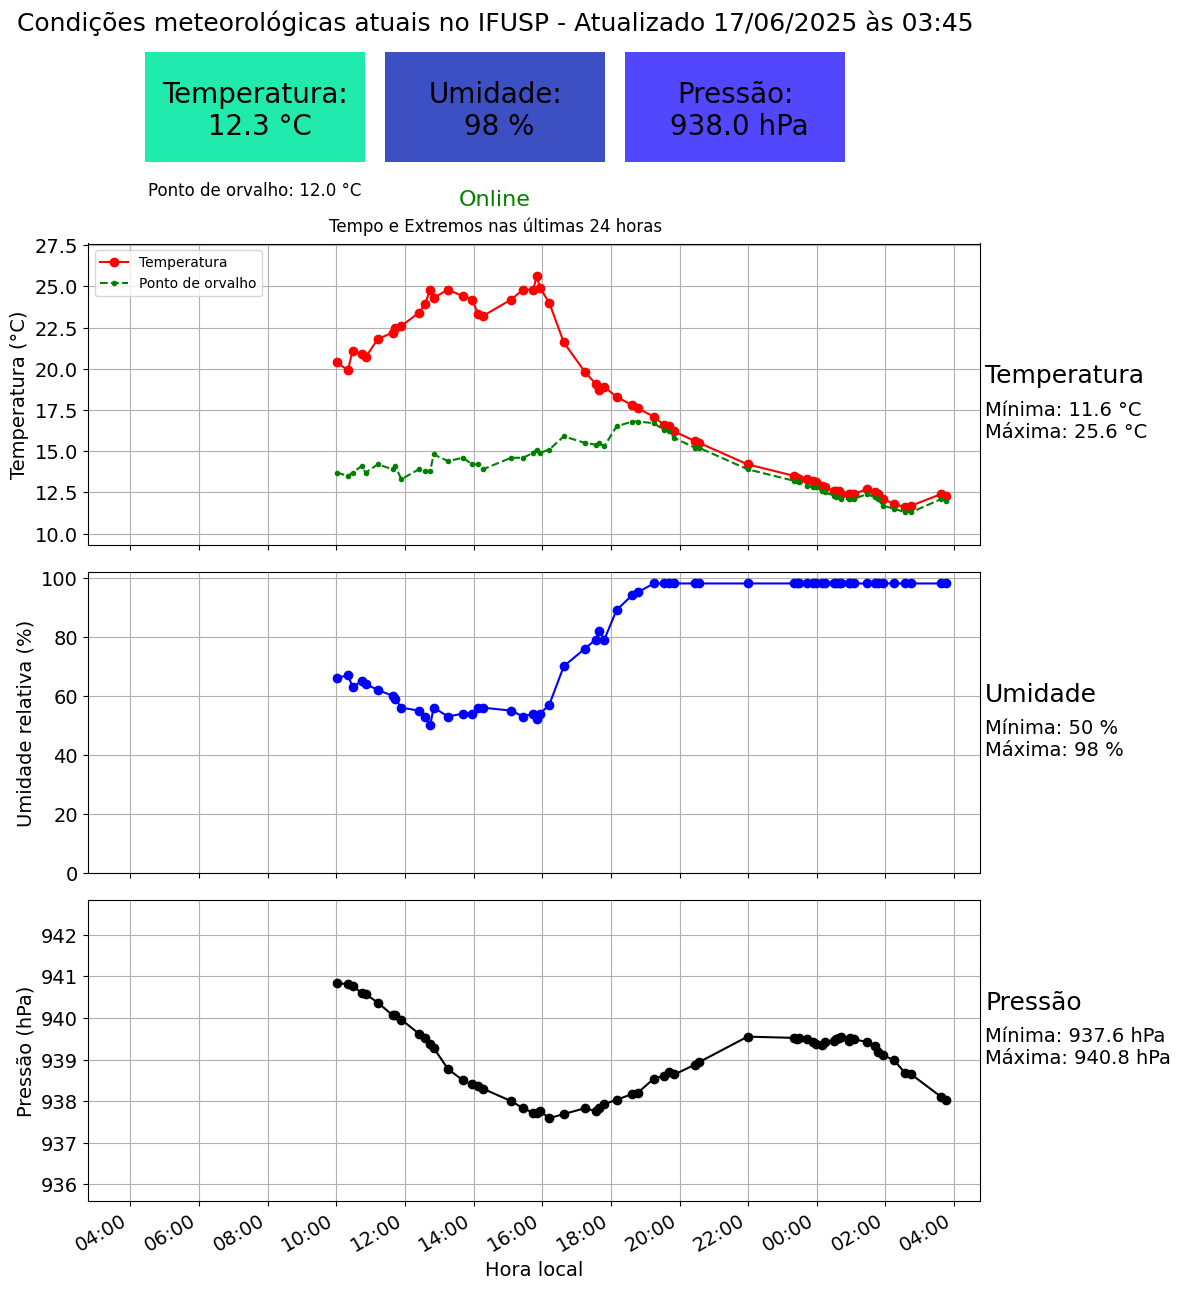 Condições meteorológicas atuais no IFUSP - Atualizado 17/06/2025 às 03:45
Temperatura:
12.3 °C
Umidade:
98 %
Pressão:
938.0 hPa
Ponto de orvalho: 12.0 °C
Online
Tempo e Extremos nas últimas 24 horas
Temperatura (°C)
27.5
25.0
22.5
20.0
17.5
15.0
12.5
10.0
Temperatura
Ponto de orvalho
Temperatura
Mínima: 11.6 °C
Máxima: 25.6 °C
Umidade relativa (%)
100
80
60
40
20
0
Umidade
Mínima: 50 %
Máxima: 98 %
Pressão (hPa)
942
941
940
939
938
937
936
Pressão
Mínima: 937.6 hPa
Máxima: 940.8 hPa
04:00
06:00
08:00
10:00
12:00
14:00
16:00
18:00
20:00
22:00
00:00
02:00
04:00
Hora local